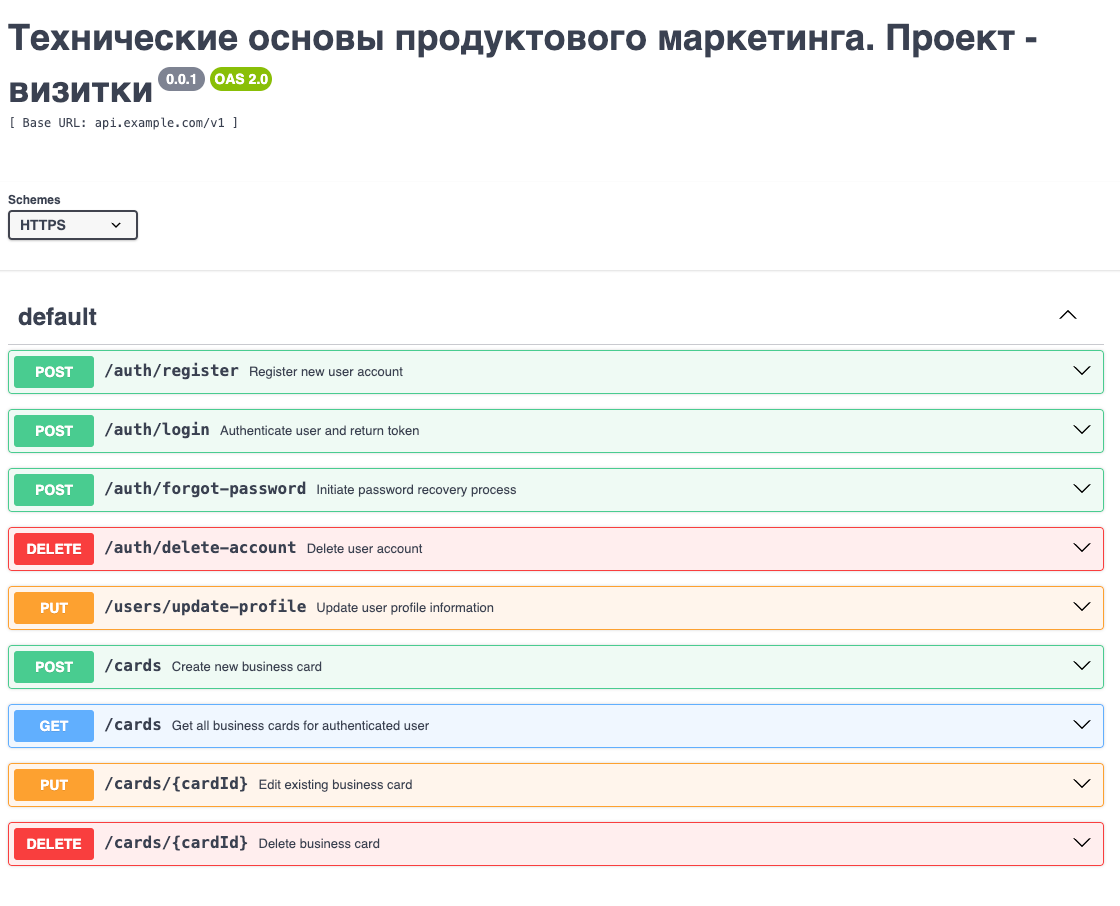 Технические основы продуктового маркетинга. Проект -
визитки 0.0.1 OAS 2.0
[ Base URL: api.example.com/v1 ]
Schemes
HTTPS
default
POST /auth/register Register new user account
POST /auth/login Authenticate user and return token
POST /auth/forgot-password Initiate password recovery process
DELETE /auth/delete-account Delete user account
PUT /users/update-profile Update user profile information
POST /cards Create new business card
GET /cards Get all business cards for authenticated user
PUT /cards/{cardId} Edit existing business card
DELETE /cards/{cardId} Delete business card